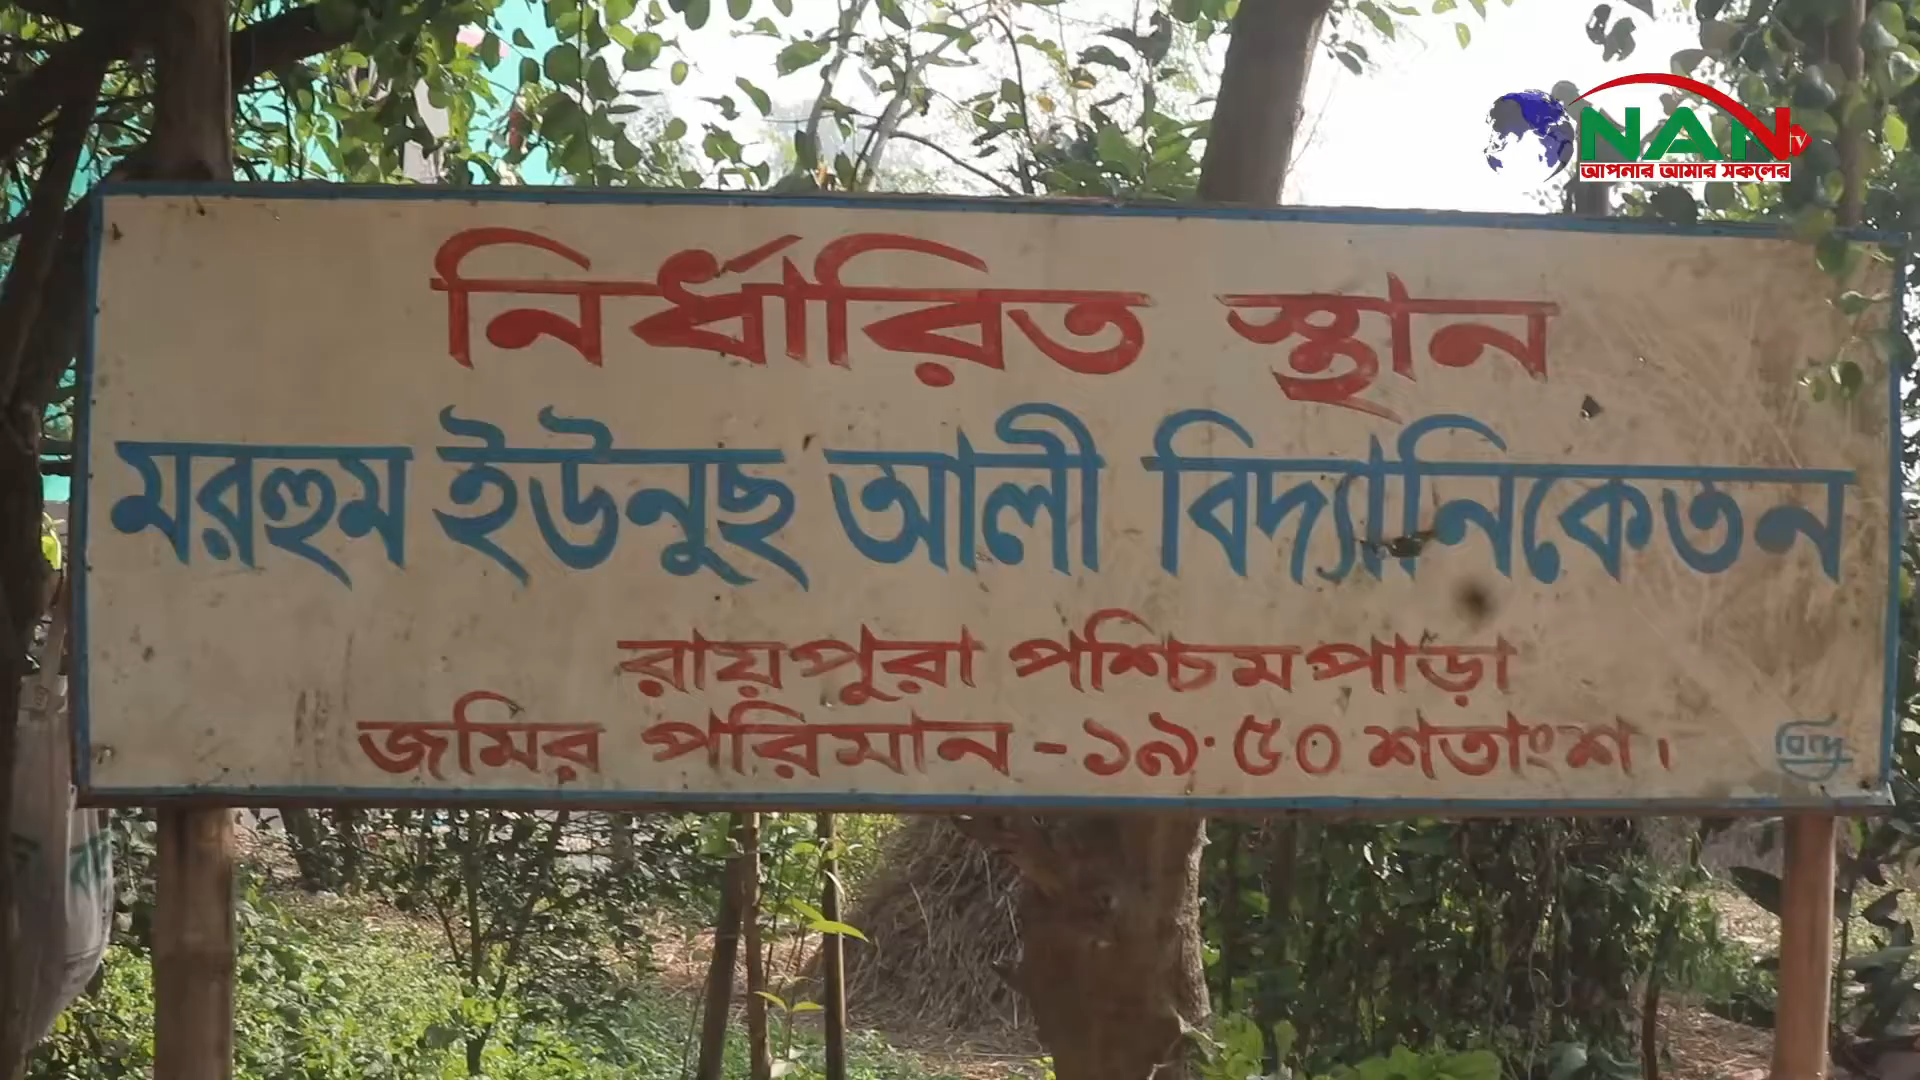 NAN tv
আপনার আমার সকলের
নির্ধারিত স্থান
মরহুম ইউনুছ আলী বিদ্যানিকেতন
রায়পুরা পশ্চিমপাড়া
জমির পরিমান -১৯.৫০ শতাংশ।
বিন্দু